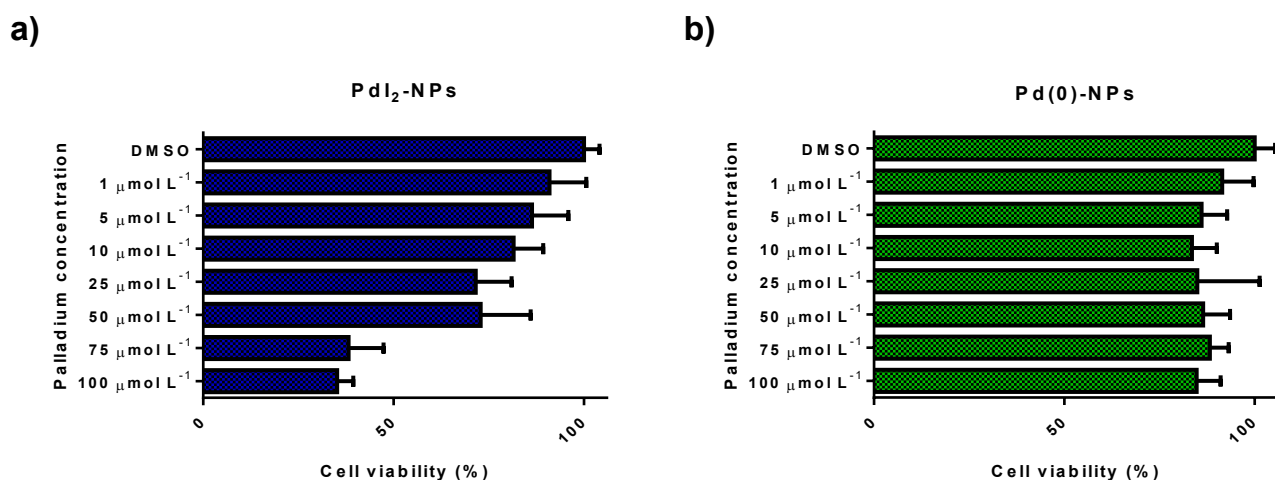 a)
PdI₂-NPs
Palladium concentration
DMSO
1 μmol L⁻¹
5 μmol L⁻¹
10 μmol L⁻¹
25 μmol L⁻¹
50 μmol L⁻¹
75 μmol L⁻¹
100 μmol L⁻¹
0
50
100
Cell viability (%)
b)
Pd(0)-NPs
Palladium concentration
DMSO
1 μmol L⁻¹
5 μmol L⁻¹
10 μmol L⁻¹
25 μmol L⁻¹
50 μmol L⁻¹
75 μmol L⁻¹
100 μmol L⁻¹
0
50
100
Cell viability (%)